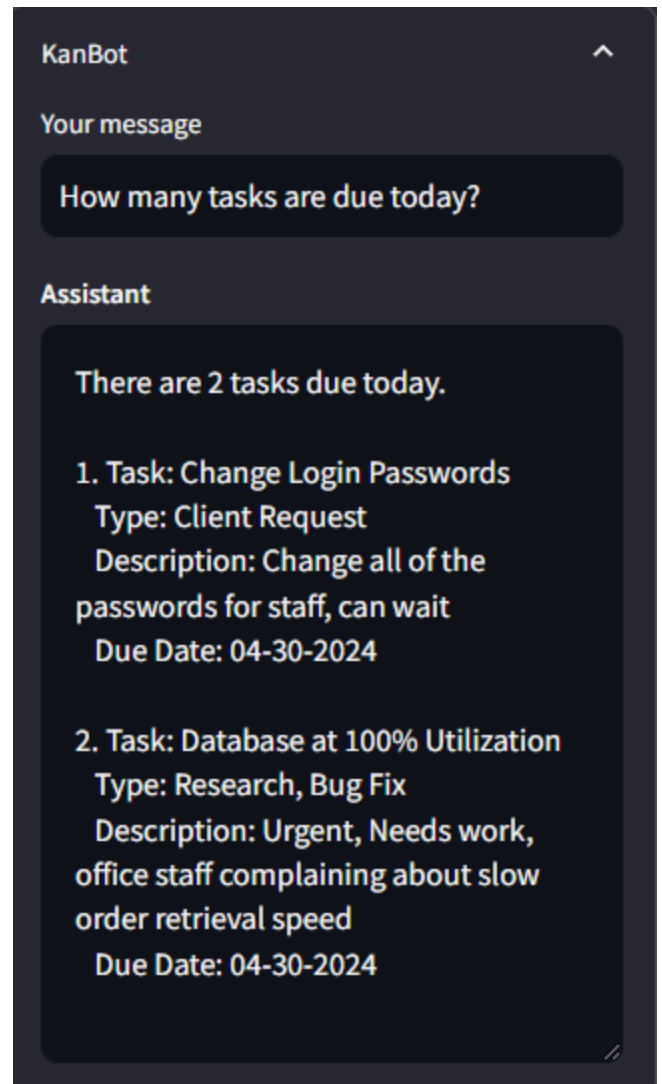 KanBot
Your message
How many tasks are due today?
Assistant
There are 2 tasks due today.
1. Task: Change Login Passwords
Type: Client Request
Description: Change all of the
passwords for staff, can wait
Due Date: 04-30-2024
2. Task: Database at 100% Utilization
Type: Research, Bug Fix
Description: Urgent, Needs work,
office staff complaining about slow
order retrieval speed
Due Date: 04-30-2024